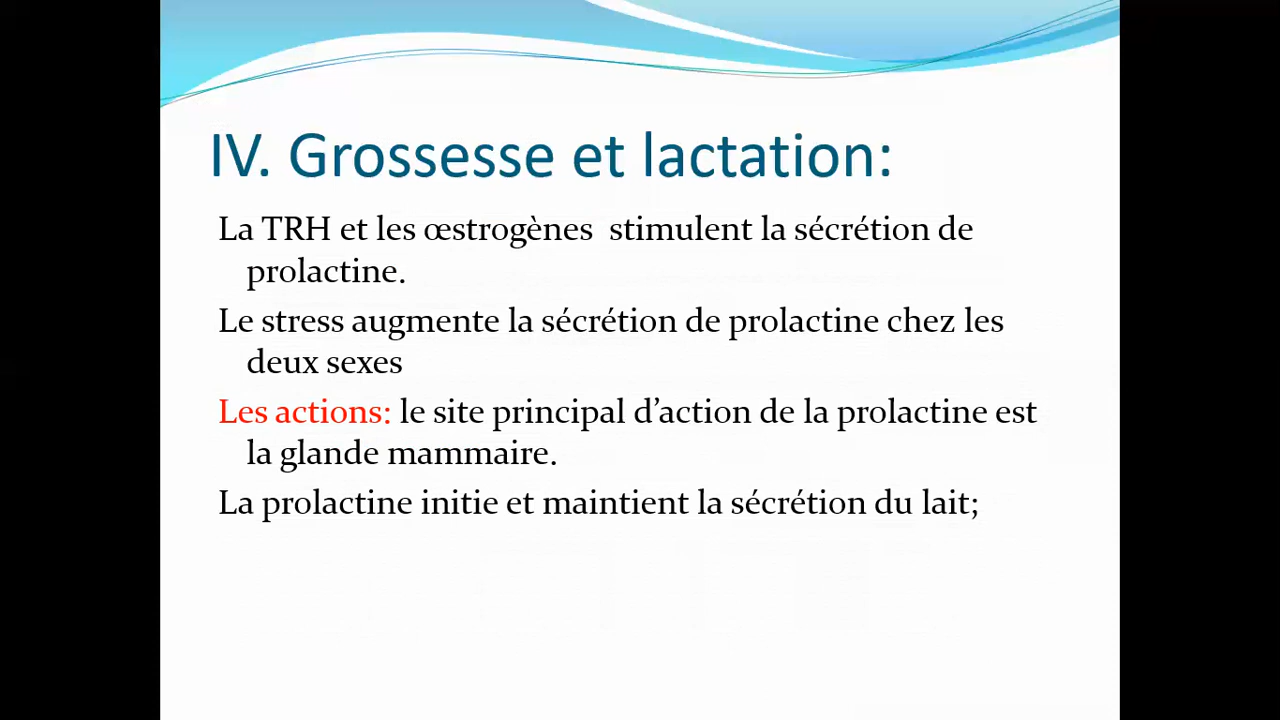 IV. Grossesse et lactation:
La TRH et les œstrogènes stimulent la sécrétion de
prolactine.
Le stress augmente la sécrétion de prolactine chez les
deux sexes
Les actions: le site principal d’action de la prolactine est
la glande mammaire.
La prolactine initie et maintient la sécrétion du lait;